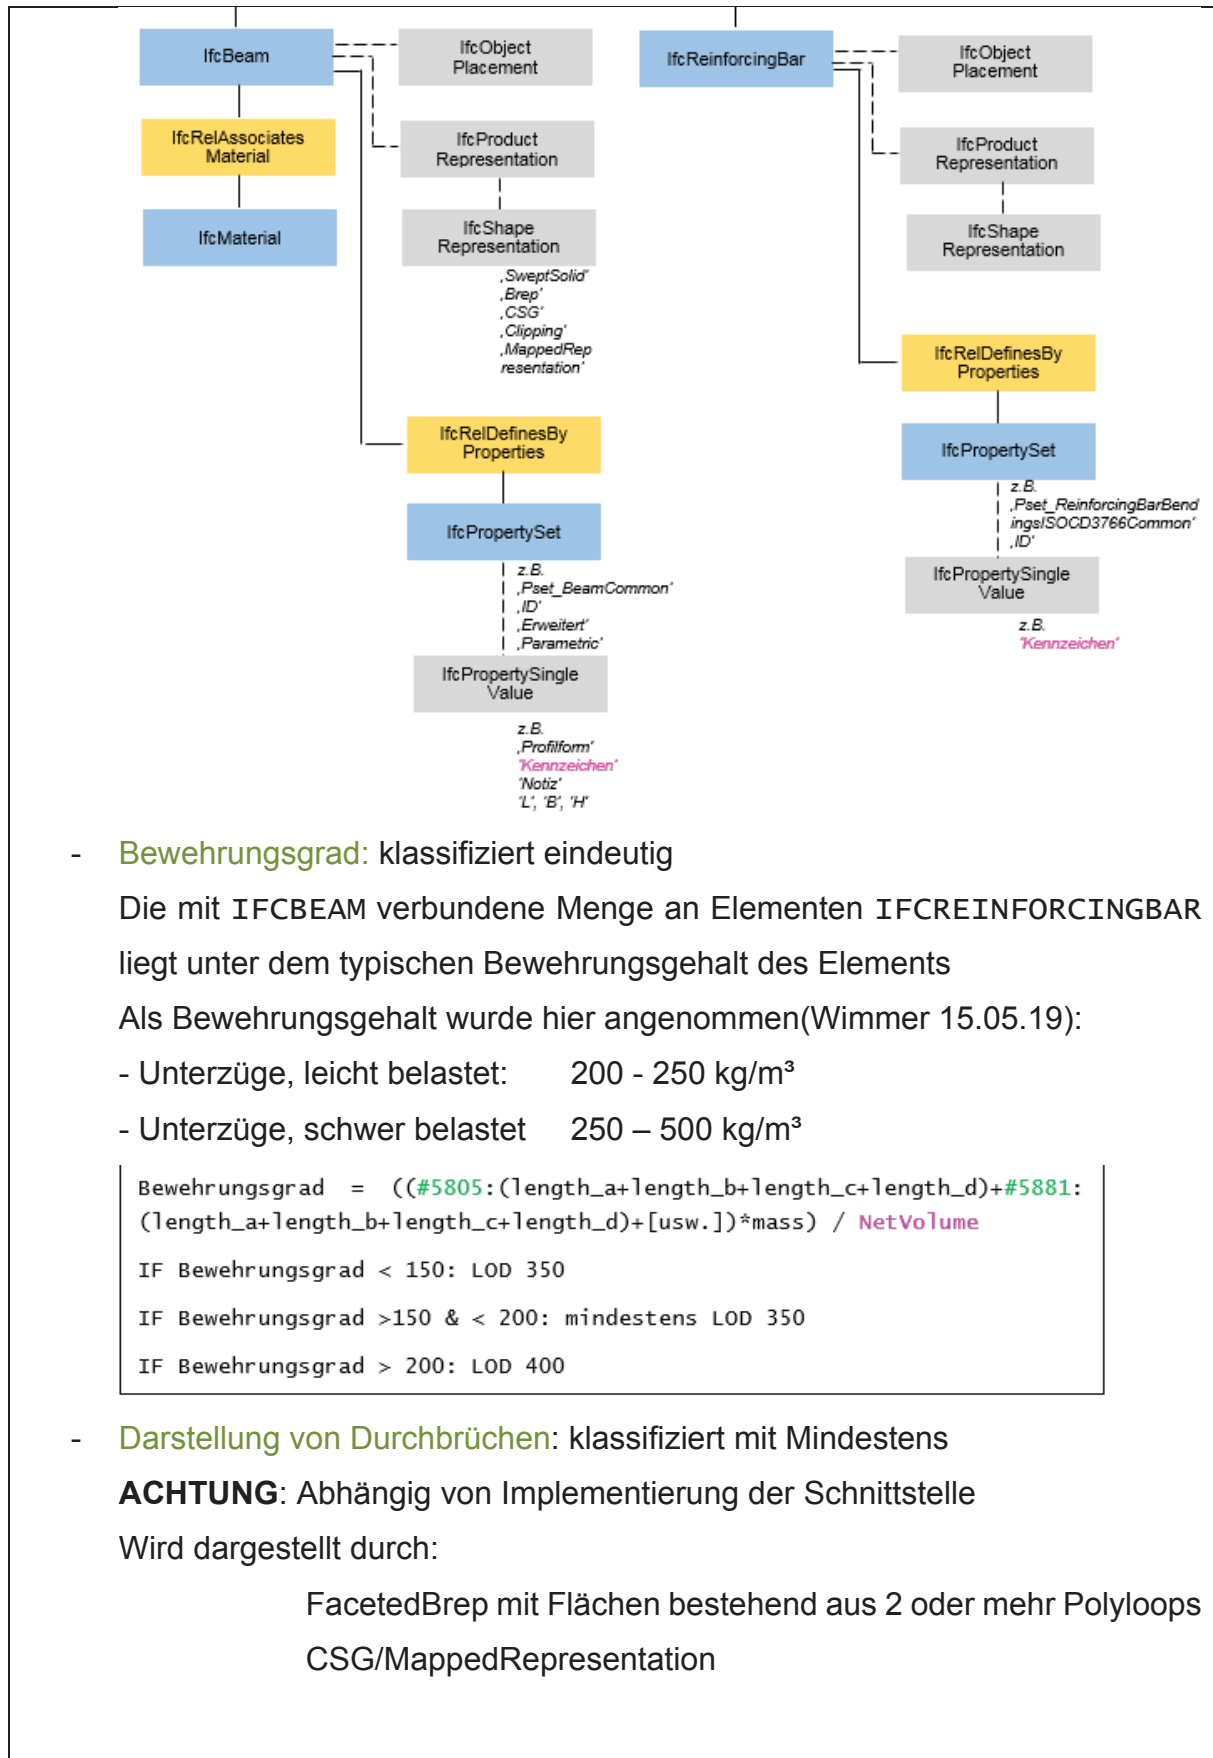 IfcBeam
IfcObject
Placement
IfcRelAssociates
Material
IfcProduct
Representation
IfcMaterial
IfcShape
Representation
‚SweptSolid‘
‚Brep‘
‚CSG‘
‚Clipping‘
‚MappedRep
resentation‘
IfcRelDefinesBy
Properties
IfcPropertySet
z.B.
‚Pset_BeamCommon‘
‚ID‘
‚Erweitert‘
‚Parametric‘
IfcPropertySingle
Value
z.B.
‚Profilform‘
'Kennzeichen‘
'Notiz‘
'L‘, 'B‘, 'H‘
IfcReinforcingBar
IfcObject
Placement
IfcProduct
Representation
IfcShape
Representation
IfcRelDefinesBy
Properties
IfcPropertySet
z.B.
‚Pset_ReinforcingBarBend
ingsISOCD3766Common‘
‚ID‘
IfcPropertySingle
Value
z.B.
'Kennzeichen‘
- Bewehrungsgrad: klassifiziert eindeutig
Die mit IFCBEAM verbundene Menge an Elementen IFCREINFORCINGBAR
liegt unter dem typischen Bewehrungsgehalt des Elements
Als Bewehrungsgehalt wurde hier angenommen(Wimmer 15.05.19):
- Unterzüge, leicht belastet: 200 - 250 kg/m³
- Unterzüge, schwer belastet 250 – 500 kg/m³
Bewehrungsgrad = ((#5805:(length_a+length_b+length_c+length_d)+#5881:
(length_a+length_b+length_c+length_d)+[usw.])*mass) / NetVolume
IF Bewehrungsgrad < 150: LOD 350
IF Bewehrungsgrad >150 & < 200: mindestens LOD 350
IF Bewehrungsgrad > 200: LOD 400
- Darstellung von Durchbrüchen: klassifiziert mit Mindestens
ACHTUNG: Abhängig von Implementierung der Schnittstelle
Wird dargestellt durch:
FacetedBrep mit Flächen bestehend aus 2 oder mehr Polyloops
CSG/MappedRepresentation